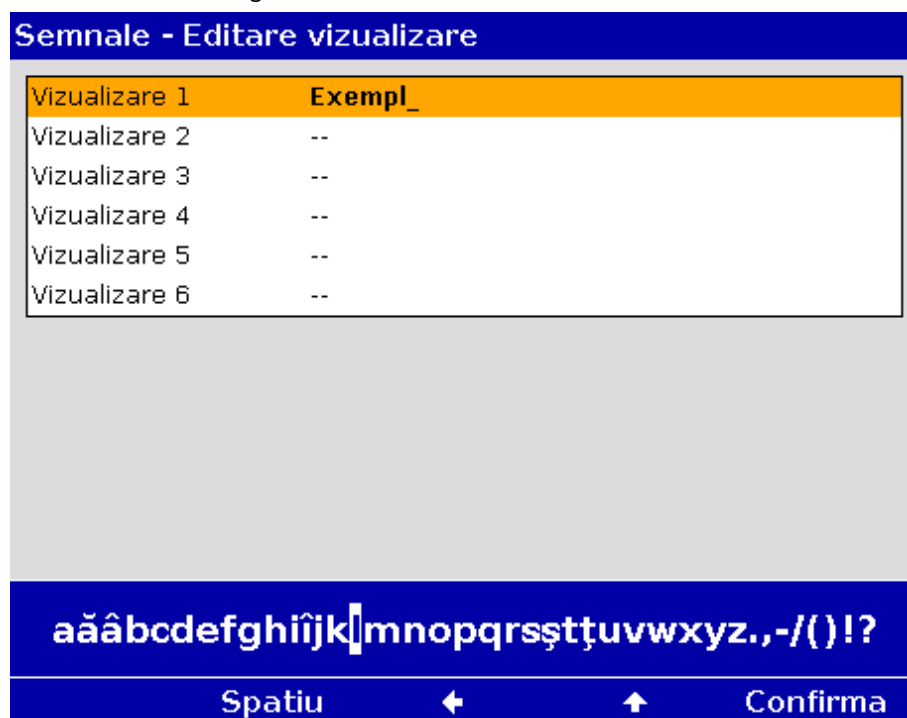 Semnale - Editare vizualizare
Vizualizare 1 Exempl_
Vizualizare 2 --
Vizualizare 3 --
Vizualizare 4 --
Vizualizare 5 --
Vizualizare 6 --
aăâbcdefghiîjklmnopqrsştţuvwxyz.,-/()!?
Spatiu Confirma